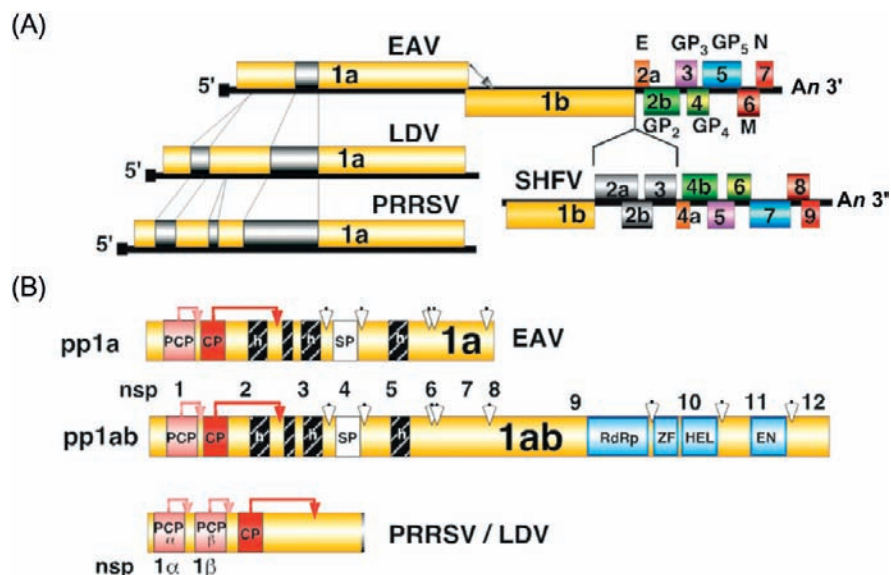 (A)
EAV
E GP3 GP5 N
5' 1a 2a 3 5 7 An 3'
1b 2b 4 6
GP2 GP4 M
LDV
5' 1a
SHFV 2a 3 4b 6 8
An 3"
1b 2b 4a 5 7 9
PRRSV
5' 1a
(B)
pp1a PCP CP h h SP h 1a EAV
nsp 1 2 3 4 5 6 7 8 9 10 11 12
pp1ab PCP CP h h SP h 1ab RdRp ZF HEL EN
PCP α PCP β CP PRRSV / LDV
nsp 1α 1β